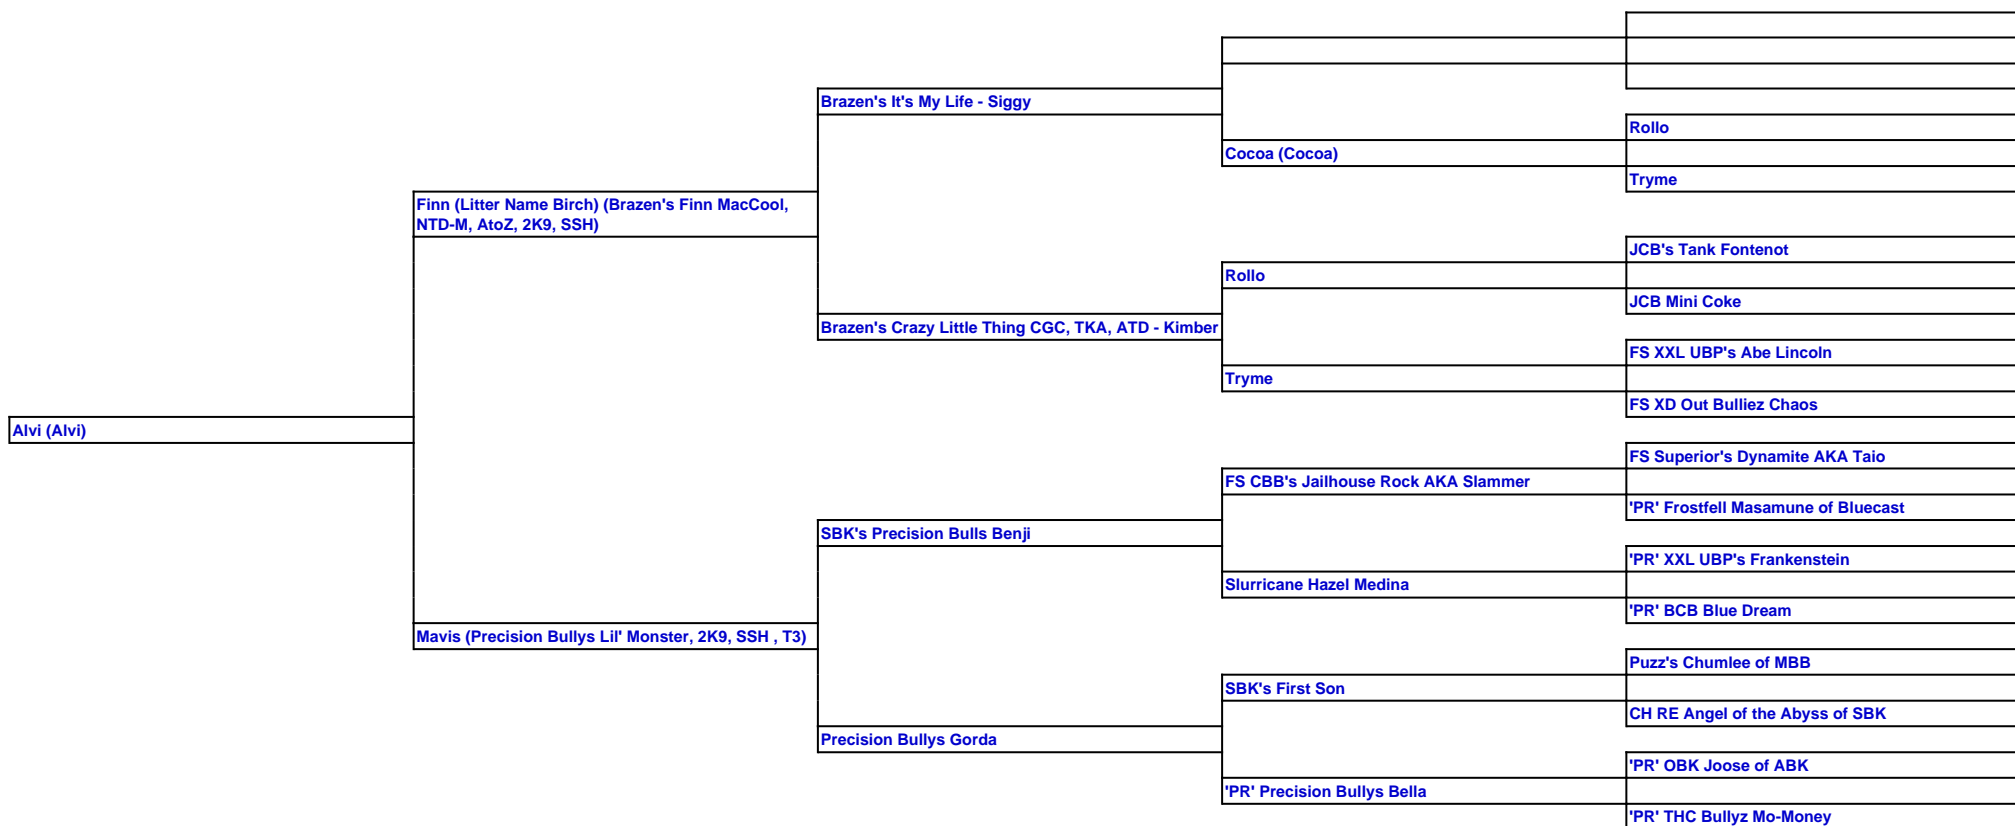 Brazen's It's My Life - Siggy
Rollo
Cocoa (Cocoa)
Tryme
Finn (Litter Name Birch) (Brazen's Finn MacCool,
NTD-M, AtoZ, 2K9, SSH)
JCB's Tank Fontenot
Rollo
JCB Mini Coke
Brazen's Crazy Little Thing CGC, TKA, ATD - Kimber
FS XXL UBP's Abe Lincoln
Tryme
FS XD Out Bulliez Chaos
Alvi (Alvi)
FS Superior's Dynamite AKA Taio
FS CBB's Jailhouse Rock AKA Slammer
'PR' Frostfell Masamune of Bluecast
SBK's Precision Bulls Benji
'PR' XXL UBP's Frankenstein
Slurricane Hazel Medina
'PR' BCB Blue Dream
Mavis (Precision Bullys Lil' Monster, 2K9, SSH , T3)
Puzz's Chumlee of MBB
SBK's First Son
CH RE Angel of the Abyss of SBK
Precision Bullys Gorda
'PR' OBK Joose of ABK
'PR' Precision Bullys Bella
'PR' THC Bullyz Mo-Money